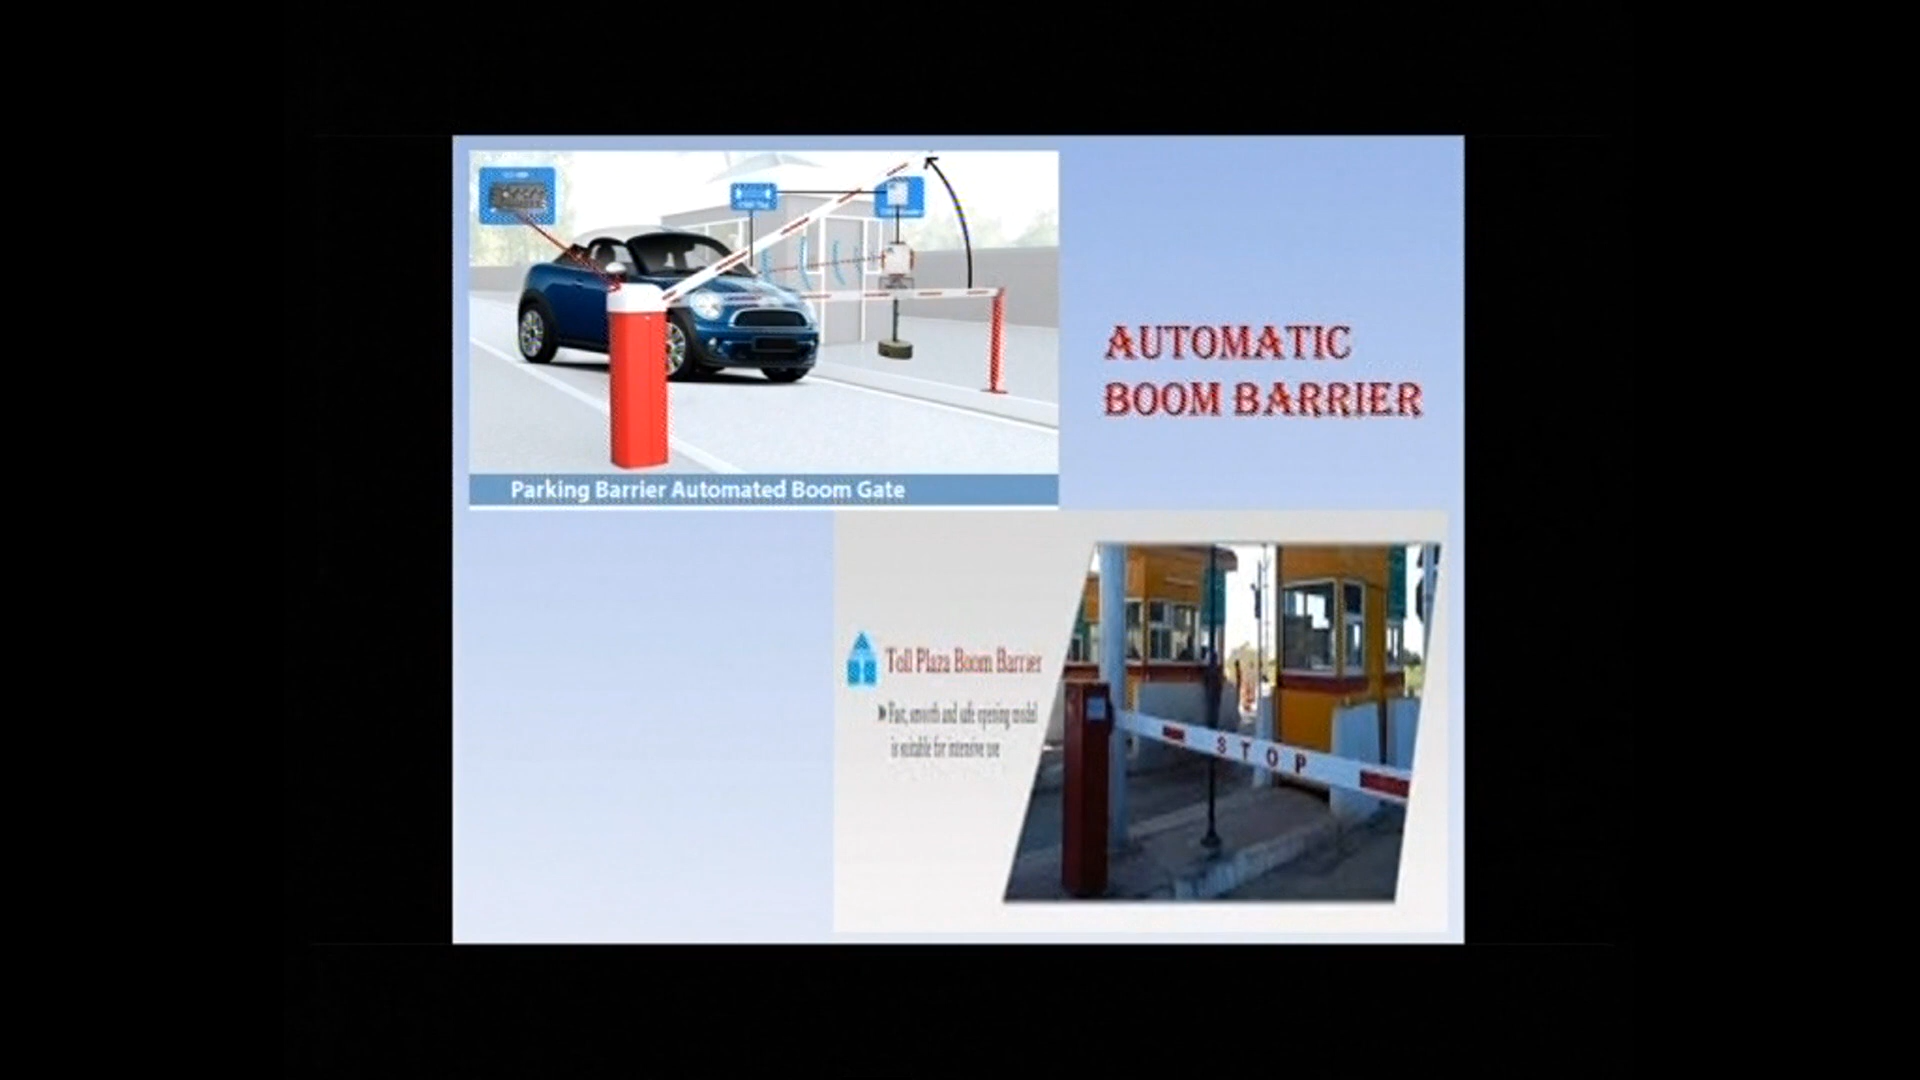 AUTOMATIC
BOOM BARRIER
Parking Barrier Automated Boom Gate
Toll Plaza Boom Barrier
Fast, smooth and safe opening model
is suitable for intensive use
STOP